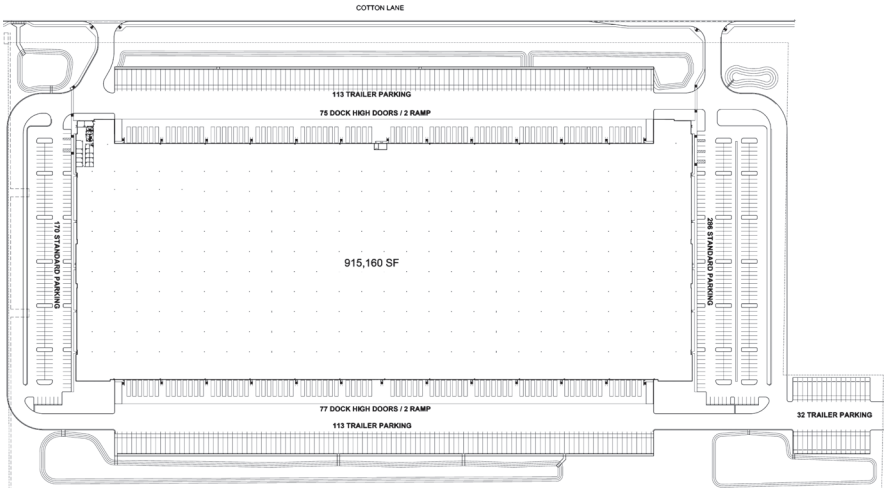 COTTON LANE
113 TRAILER PARKING
75 DOCK HIGH DOORS / 2 RAMP
170 STANDARD PARKING
286 STANDARD PARKING
915,160 SF
77 DOCK HIGH DOORS / 2 RAMP
32 TRAILER PARKING
113 TRAILER PARKING